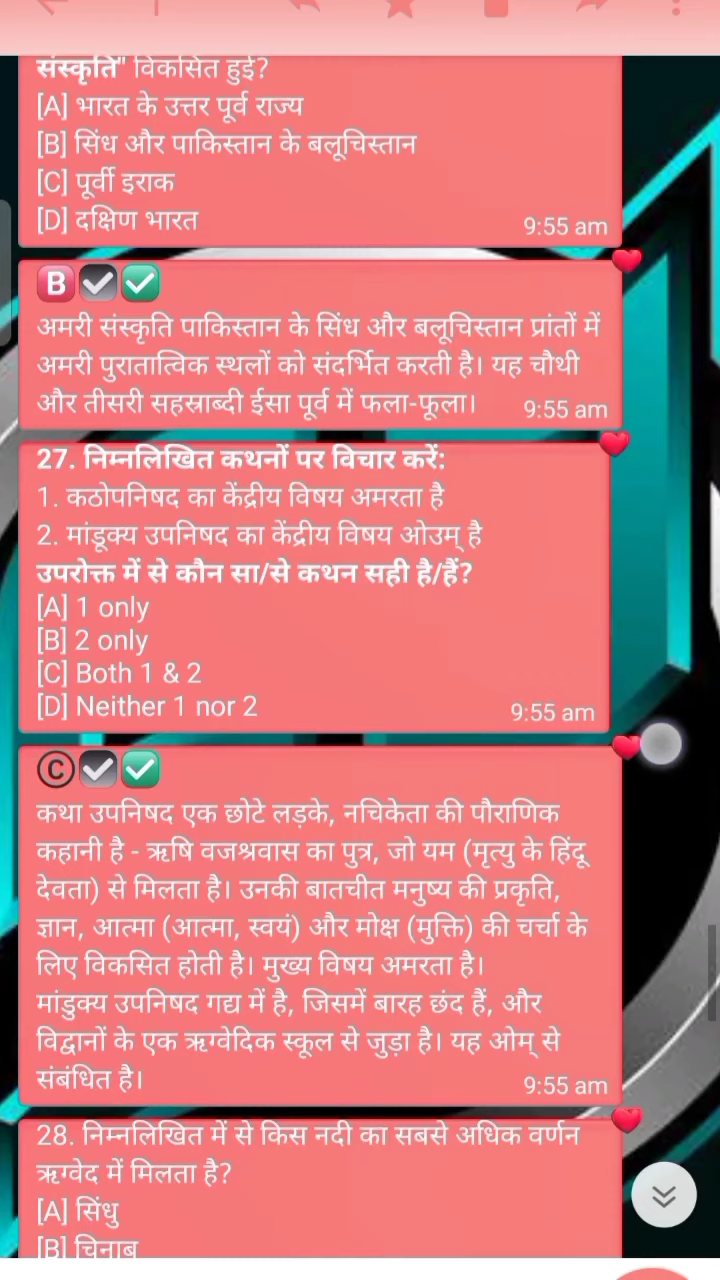 संस्कृति" विकसित हुई?
[A] भारत के उत्तर पूर्व राज्य
[B] सिंध और पाकिस्तान के बलूचिस्तान
[C] पूर्वी इराक
[D] दक्षिण भारत
9:55 am
B
अमरी संस्कृति पाकिस्तान के सिंध और बलूचिस्तान प्रांतों में
अमरी पुरातात्विक स्थलों को संदर्भित करती है। यह चौथी
और तीसरी सहस्राब्दी ईसा पूर्व में फला-फूला।
9:55 am
27. निम्नलिखित कथनों पर विचार करें:
1. कठोपनिषद का केंद्रीय विषय अमरता है
2. मांडूक्य उपनिषद का केंद्रीय विषय ओउम् है
उपरोक्त में से कौन सा/से कथन सही है/हैं?
[A] 1 only
[B] 2 only
[C] Both 1 & 2
[D] Neither 1 nor 2
9:55 am
C
कथा उपनिषद एक छोटे लड़के, नचिकेता की पौराणिक
कहानी है - ऋषि वजश्रवास का पुत्र, जो यम (मृत्यु के हिंदू
देवता) से मिलता है। उनकी बातचीत मनुष्य की प्रकृति,
ज्ञान, आत्मा (आत्मा, स्वयं) और मोक्ष (मुक्ति) की चर्चा के
लिए विकसित होती है। मुख्य विषय अमरता है।
मांडुक्य उपनिषद गद्य में है, जिसमें बारह छंद हैं, और
विद्वानों के एक ऋग्वेदिक स्कूल से जुड़ा है। यह ओम् से
संबंधित है।
9:55 am
28. निम्नलिखित में से किस नदी का सबसे अधिक वर्णन
ऋग्वेद में मिलता है?
[A] सिंधु
[B] चिनाब